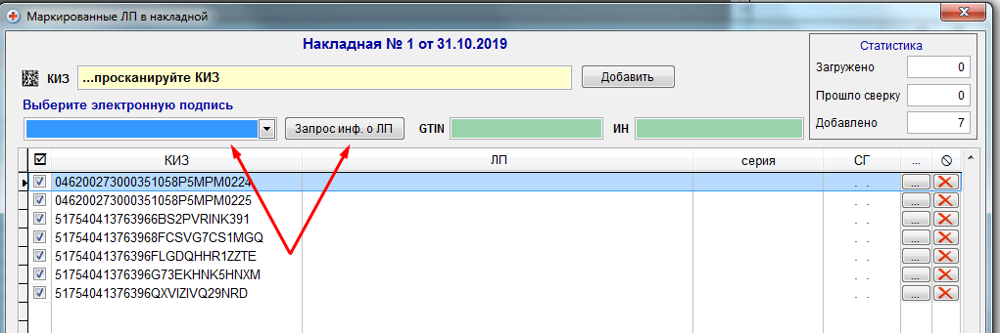 Маркированные ЛП в накладной
Накладная № 1 от 31.10.2019
Статистика
КИЗ ...просканируйте КИЗ Добавить
Загружено 0
Прошло сверку 0
Добавлено 7
Выберите электронную подпись
Запрос инф. о ЛП GTIN ИН
КИЗ ЛП серия СГ ...
046200273000351058P5MPM0224 . . ...
046200273000351058P5MPM0225 . . ...
517540413763966BS2PVRINK391 . . ...
517540413763968FCSVG7CS1MGQ . . ...
51754041376396FLGDQHHR1ZZTE . . ...
51754041376396G73EKHNK5HNXM . . ...
51754041376396QXVIZIVQ29NRD . . ...